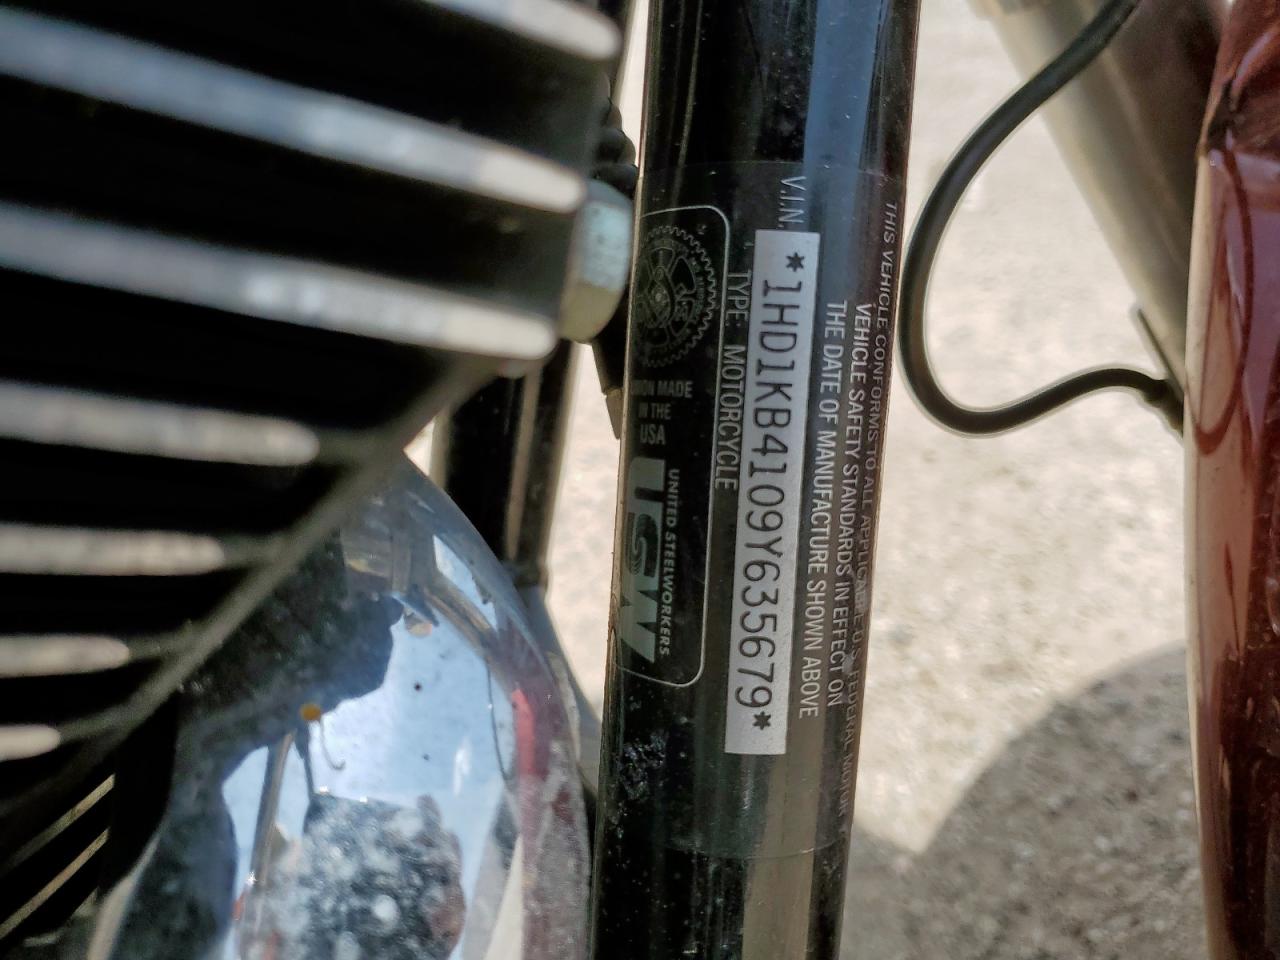 THIS VEHICLE CONFORMS TO ALL APPLICABLE U.S. FEDERAL MOTOR
VEHICLE SAFETY STANDARDS IN EFFECT ON
THE DATE OF MANUFACTURE SHOWN ABOVE
V.I.N.
*1HD1KB4109Y635679*
TYPE: MOTORCYCLE
UNION MADE
IN THE
USA
UNITED STEELWORKERS
USW